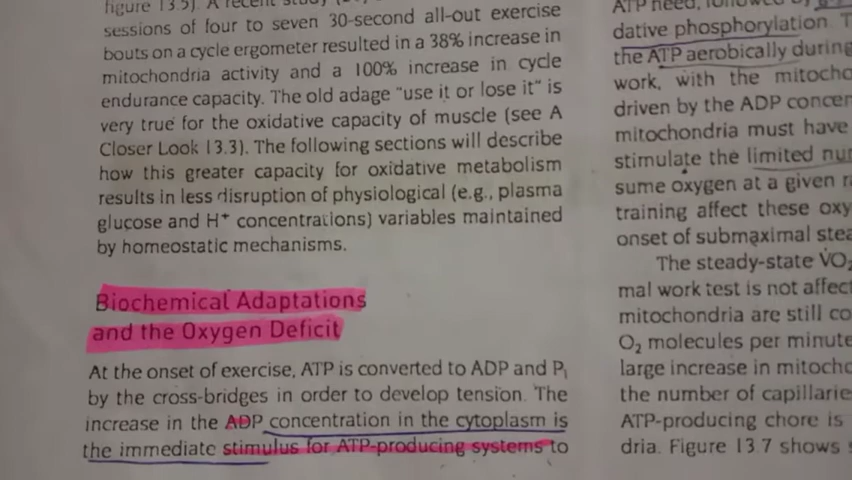 figure 13.5). A recent study
sessions of four to seven 30-second all-out exercise
bouts on a cycle ergometer resulted in a 38% increase in
mitochondria activity and a 100% increase in cycle
endurance capacity. The old adage "use it or lose it" is
very true for the oxidative capacity of muscle (see A
Closer Look 13.3). The following sections will describe
how this greater capacity for oxidative metabolism
results in less disruption of physiological (e.g., plasma
glucose and H⁺ concentrations) variables maintained
by homeostatic mechanisms.
Biochemical Adaptations
and the Oxygen Deficit
At the onset of exercise, ATP is converted to ADP and Pᵢ
by the cross-bridges in order to develop tension. The
increase in the ADP concentration in the cytoplasm is
the immediate stimulus for ATP-producing systems to
ATP need, followed by
dative phosphorylation. T
the ATP aerobically during
work, with the mitocho
driven by the ADP concen
mitochondria must have
stimulate the limited num
sume oxygen at a given r
training affect these oxy
onset of submaximal stea
The steady-state V̇O₂
mal work test is not affect
mitochondria are still co
O₂ molecules per minute
large increase in mitocho
the number of capillarie
ATP-producing chore is
dria. Figure 13.7 shows